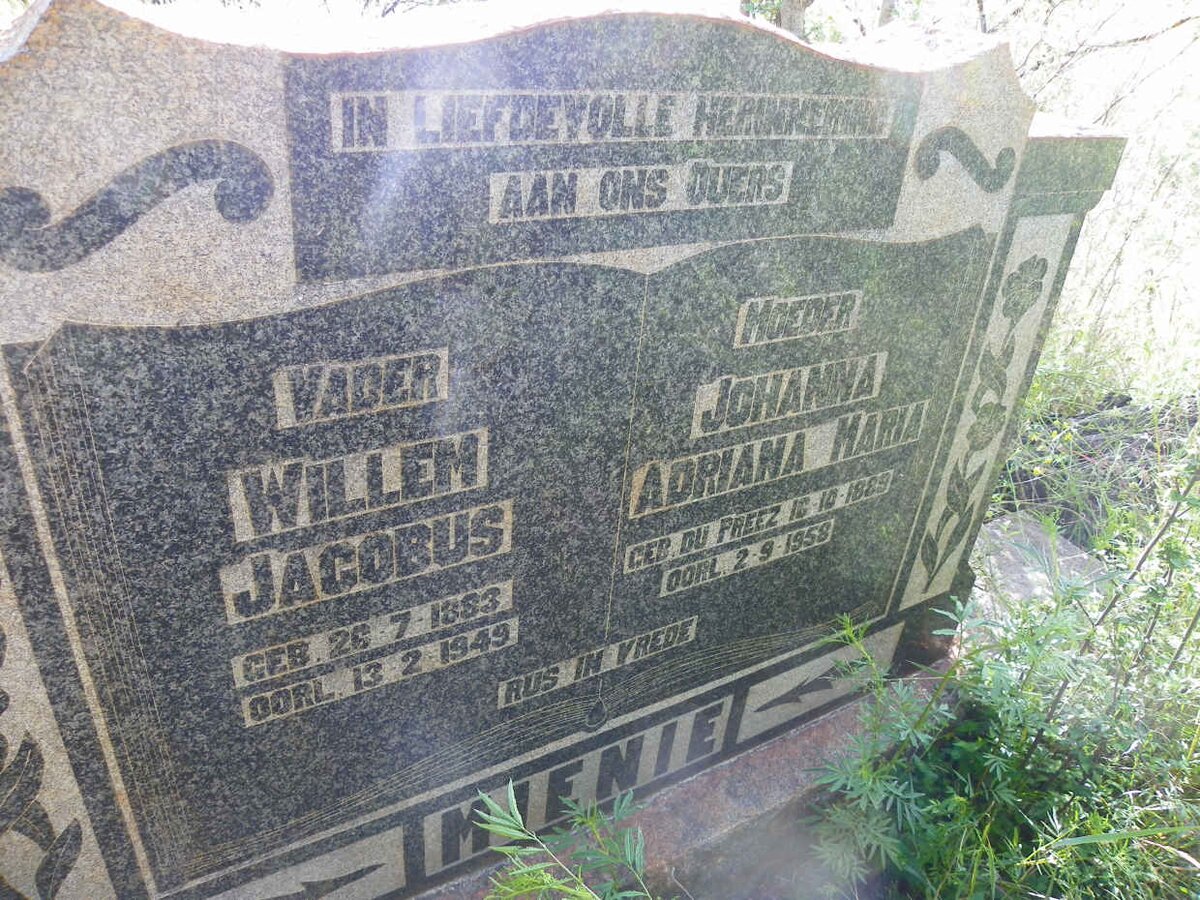 IN LIEFDEVOLLE HERINNERING
AAN ONS OUERS
VADER
WILLEM
JACOBUS
GEB. 26-7-1883
OORL. 13-2-1949
MOEDER
JOHANNA
ADRIANA MARIA
GEB. DU PREEZ 10-1889
OORL. 2-9-1958
RUS IN VREDE
MIENIE